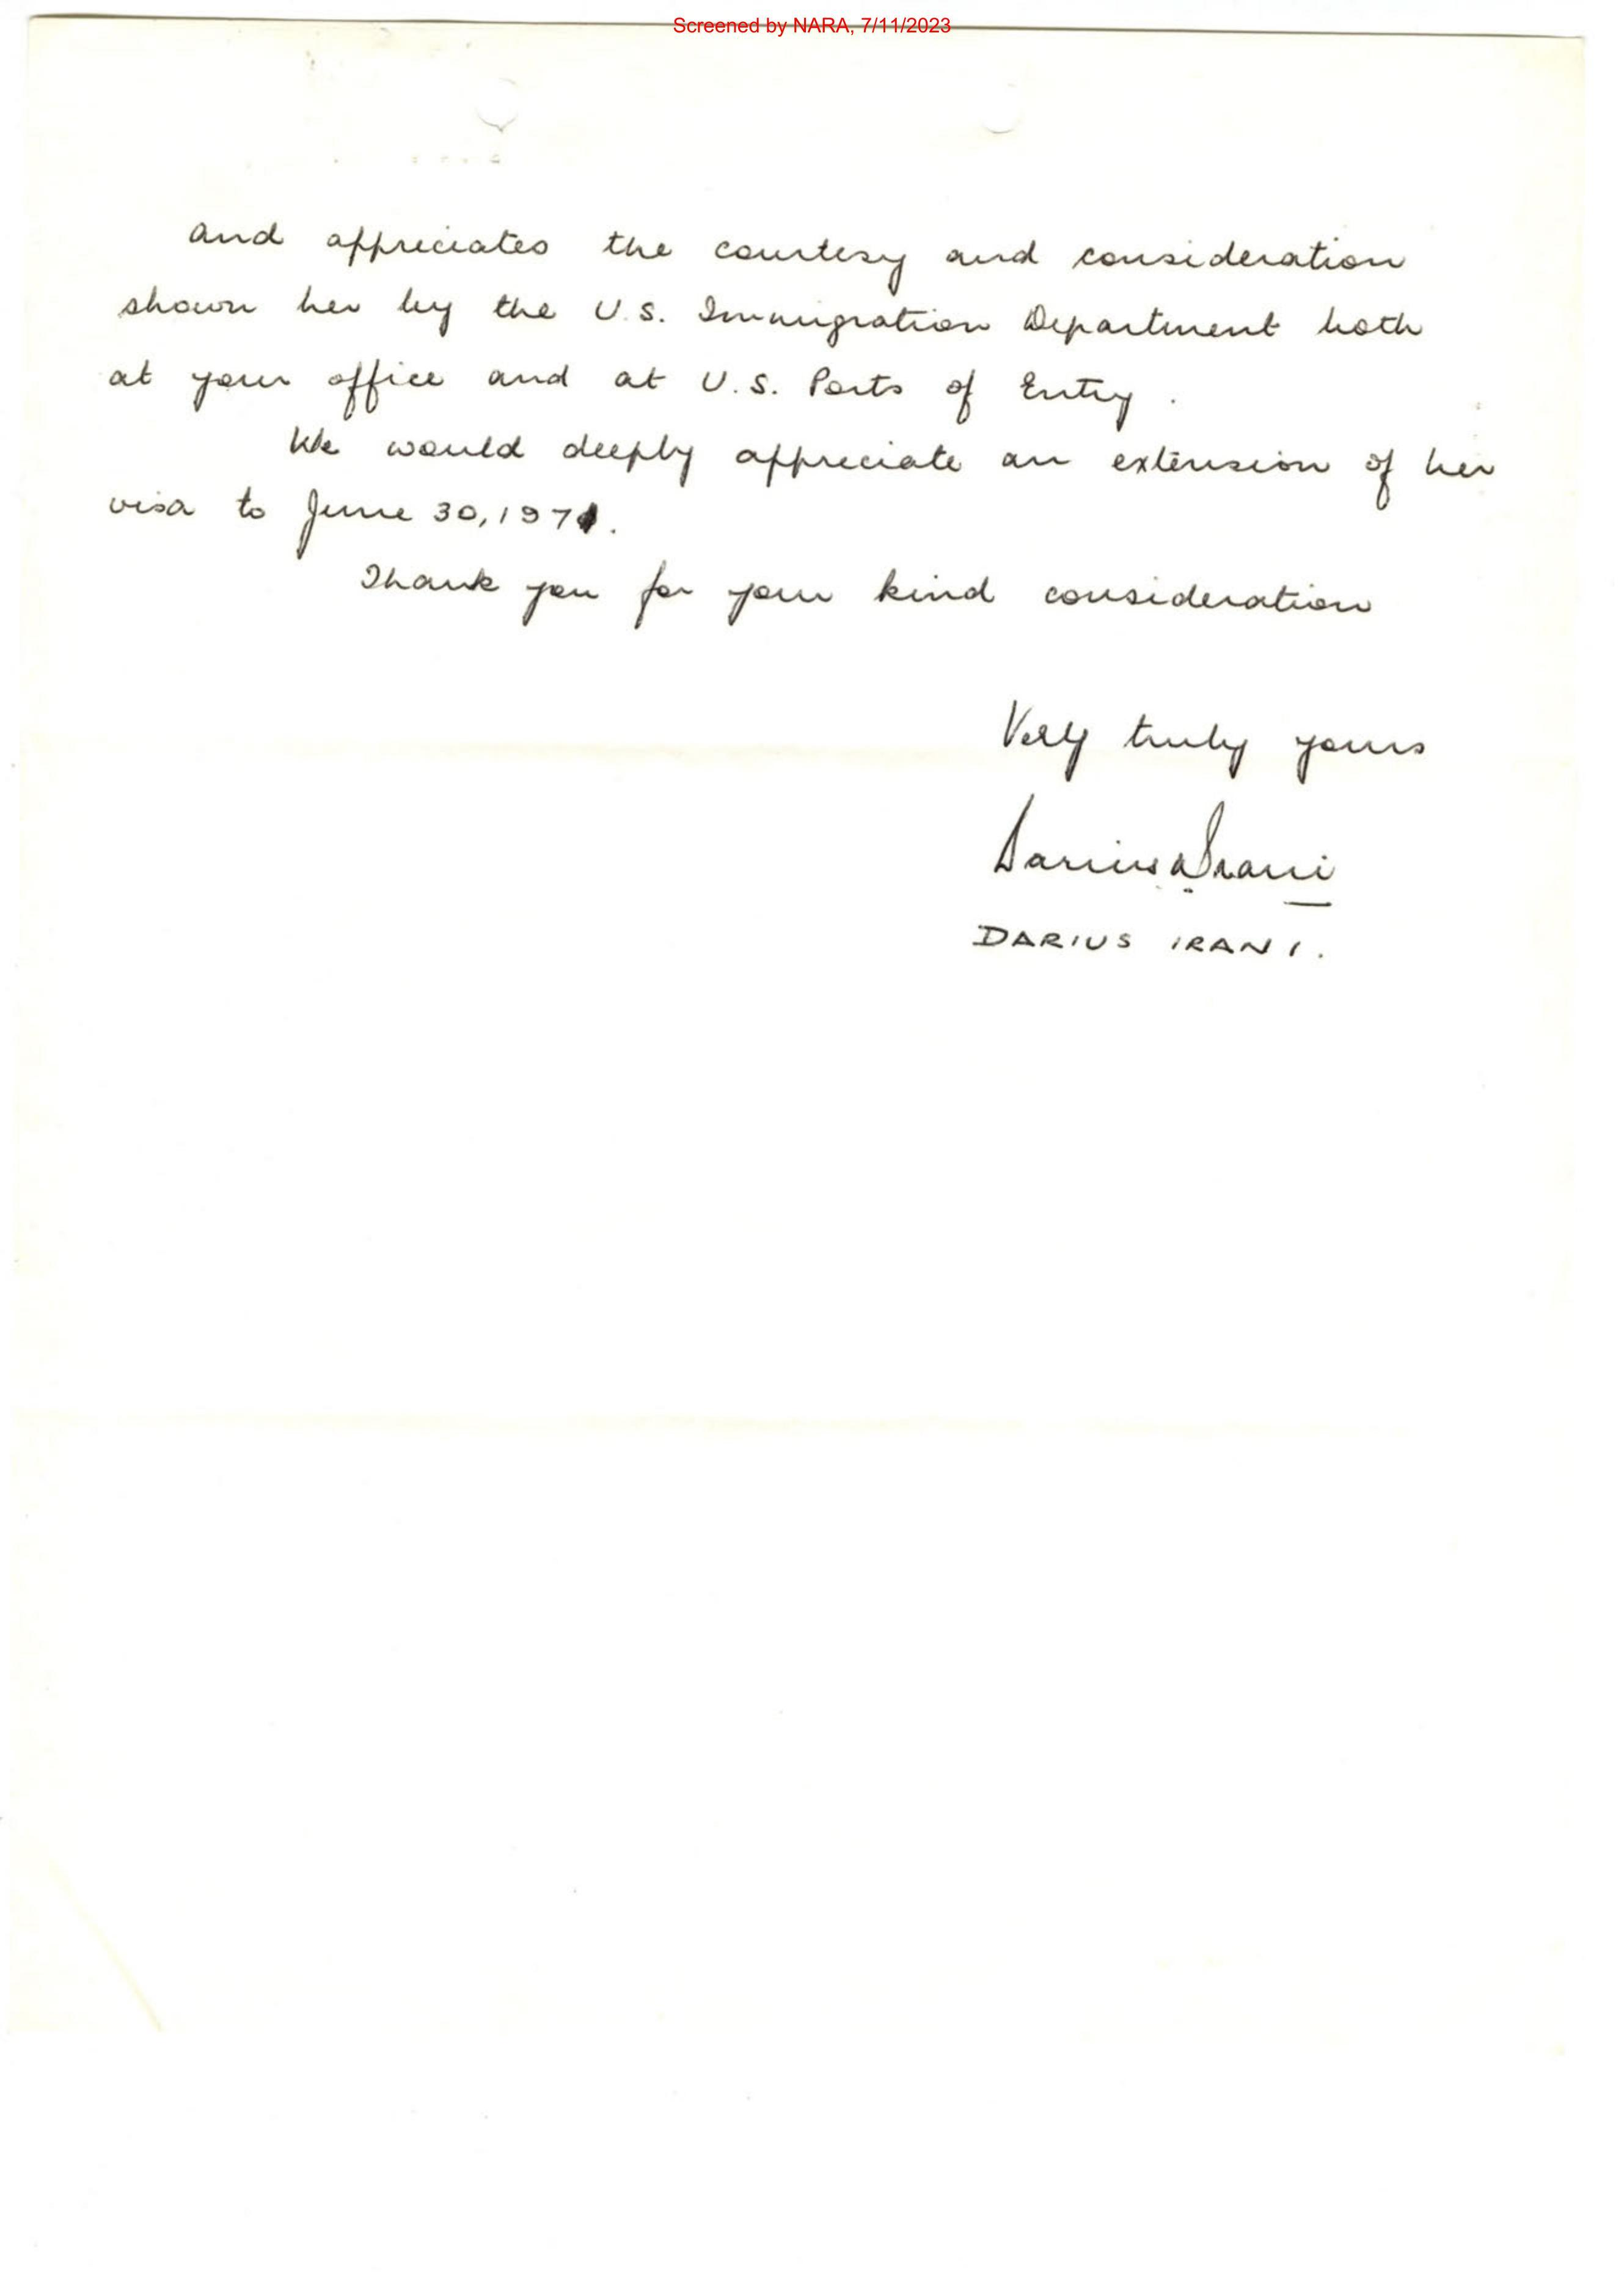 Screened by NARA, 7/11/2023
and appreciates the courtesy and consideration
shown her by the U.S. Immigration Department both
at your office and at U.S. Ports of Entry.
We would deeply appreciate an extension of her
visa to June 30, 1971.
Thank you for your kind consideration
Very truly yours
Darius Irani
DARIUS IRANI.